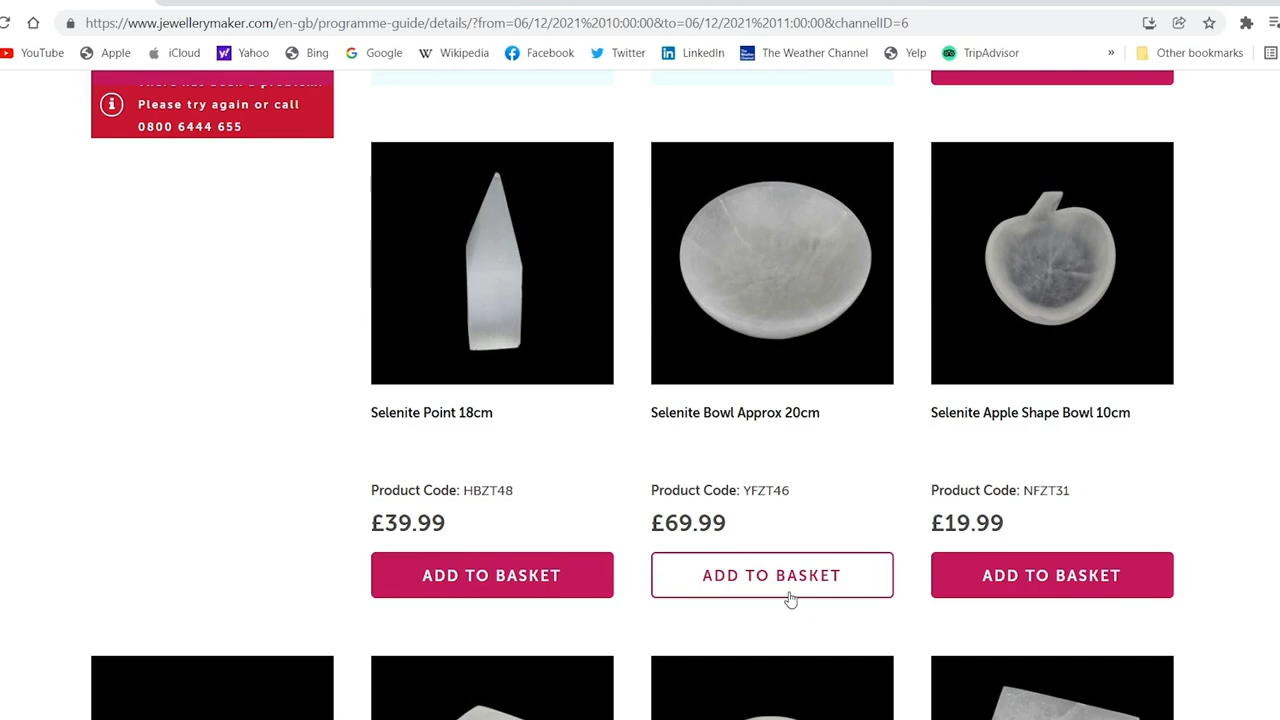 https://www.jewellerymaker.com/en-gb/programme-guide/details/?from=06/12/2021%2010:00:00&to=06/12/2021%2011:00:00&channelID=6
YouTube Apple iCloud Yahoo Bing Google Wikipedia Facebook Twitter LinkedIn The Weather Channel Yelp TripAdvisor » Other bookmarks
Please try again or call
0800 6444 655
Selenite Point 18cm
Product Code: HBZT48
£39.99
ADD TO BASKET
Selenite Bowl Approx 20cm
Product Code: YFZT46
£69.99
ADD TO BASKET
Selenite Apple Shape Bowl 10cm
Product Code: NFZT31
£19.99
ADD TO BASKET